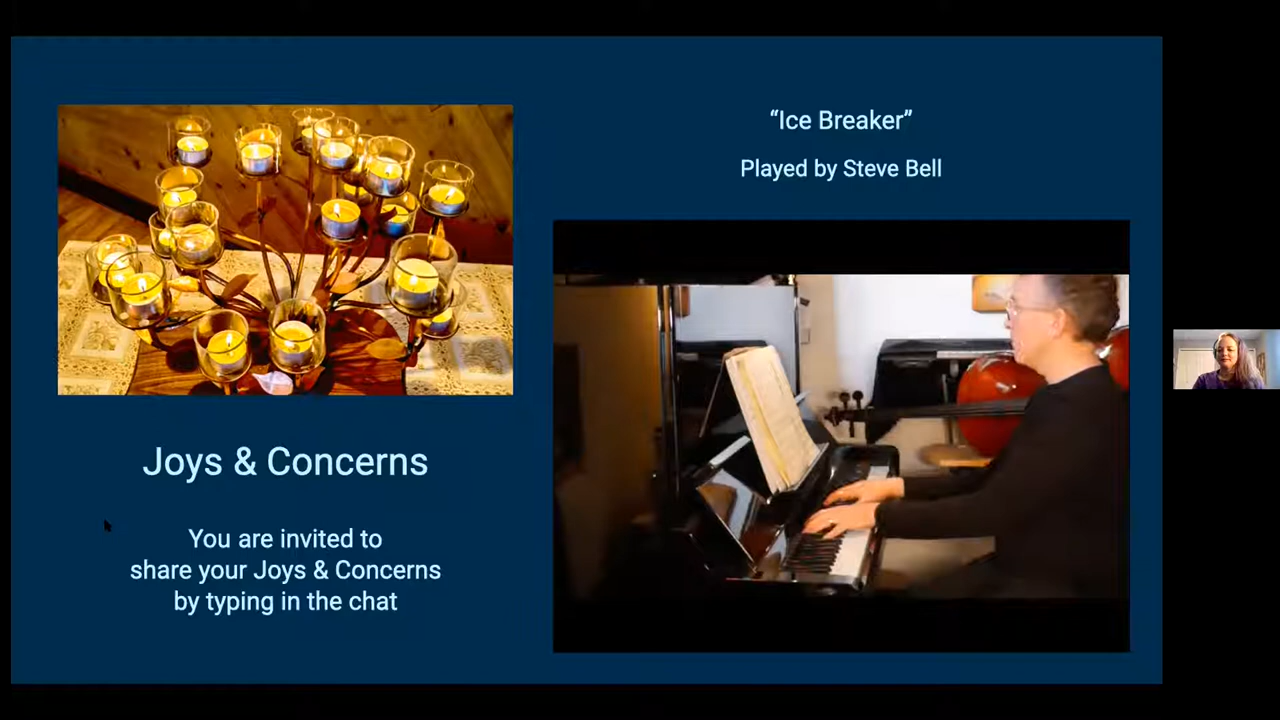 “Ice Breaker”
Played by Steve Bell
Joys & Concerns
You are invited to
share your Joys & Concerns
by typing in the chat